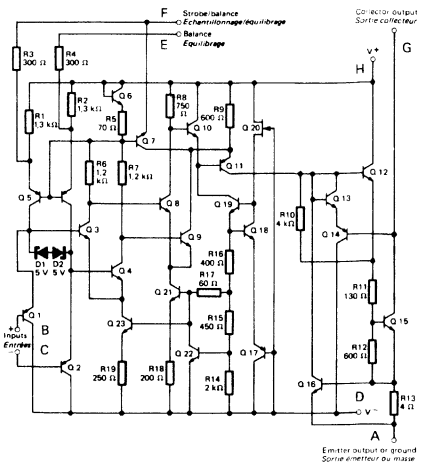 F Strobe/balance
Echantillonnage/équilibrage
E Balance
Equilibrage
Collector output
Sortie collecteur
G
H V+
R3
300 Ω
R4
300 Ω
R1
1,3 kΩ
R2
1,3 kΩ
Q6
R5
70 Ω
Q7
R8
750 Ω
Q10
R9
600 Ω
Q20
Q11
Q5
R6
1,2 kΩ
R7
1,2 kΩ
Q8
Q19
Q18
R10
4 kΩ
Q12
Q13
Q14
Q3
Q9
D1
5 V
D2
5 V
Q4
R16
400 Ω
R17
60 Ω
Q21
R11
130 Ω
Q15
Q1
+
B
Inputs
Entrées
C
−
Q23
R15
450 Ω
Q22
Q17
R12
600 Ω
Q16
Q2
R19
250 Ω
R18
200 Ω
R14
2 kΩ
D
V−
R13
4 Ω
A
Emitter output or ground
Sortie émetteur ou masse